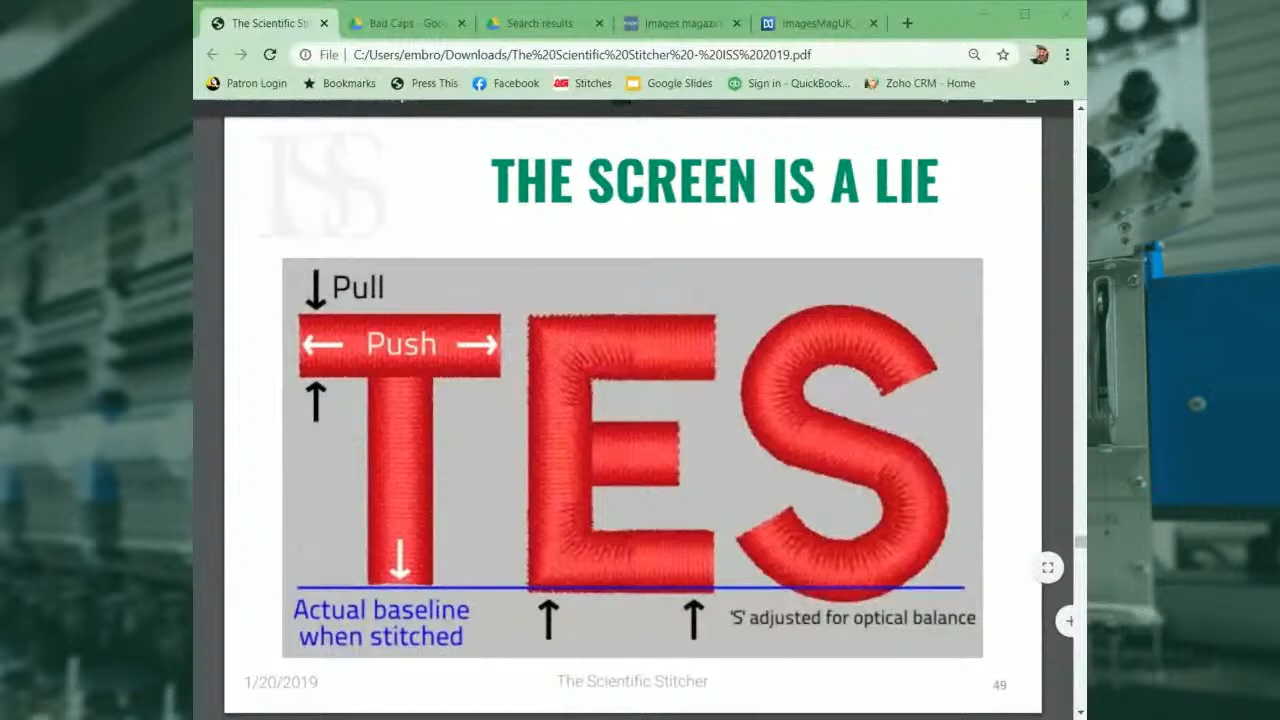 The Scientific Sti
Bad Caps - Goo
Search results
Images magazi
ImagesMagUK_
File
C:/Users/embro/Downloads/The%20Scientific%20Stitcher%20-%20ISS%202019.pdf
Patron Login
Bookmarks
Press This
Facebook
Stitches
Google Slides
Sign in - QuickBook...
Zoho CRM - Home
»
ISS
THE SCREEN IS A LIE
Pull
Push
TES
Actual baseline
when stitched
'S' adjusted for optical balance
1/20/2019
The Scientific Stitcher
49